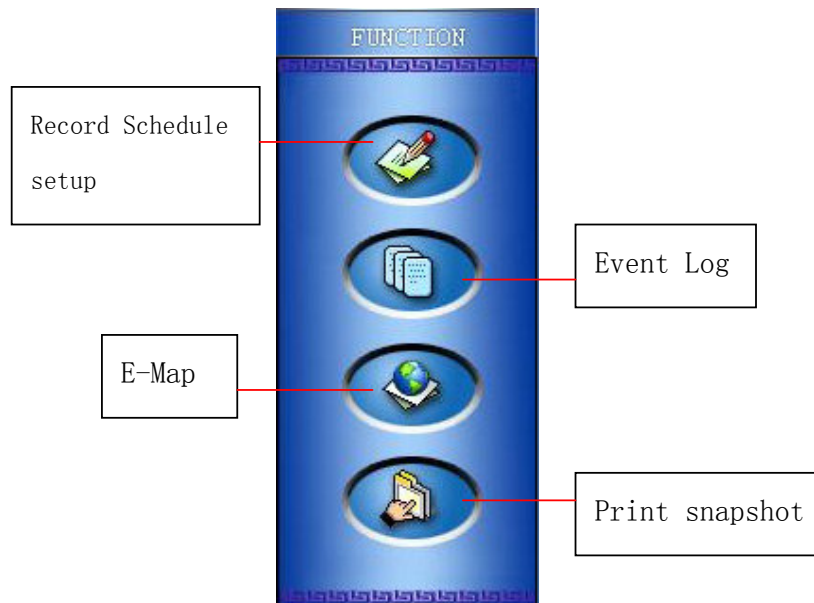 FUNCTION
Record Schedule
setup
Event Log
E-Map
Print snapshot